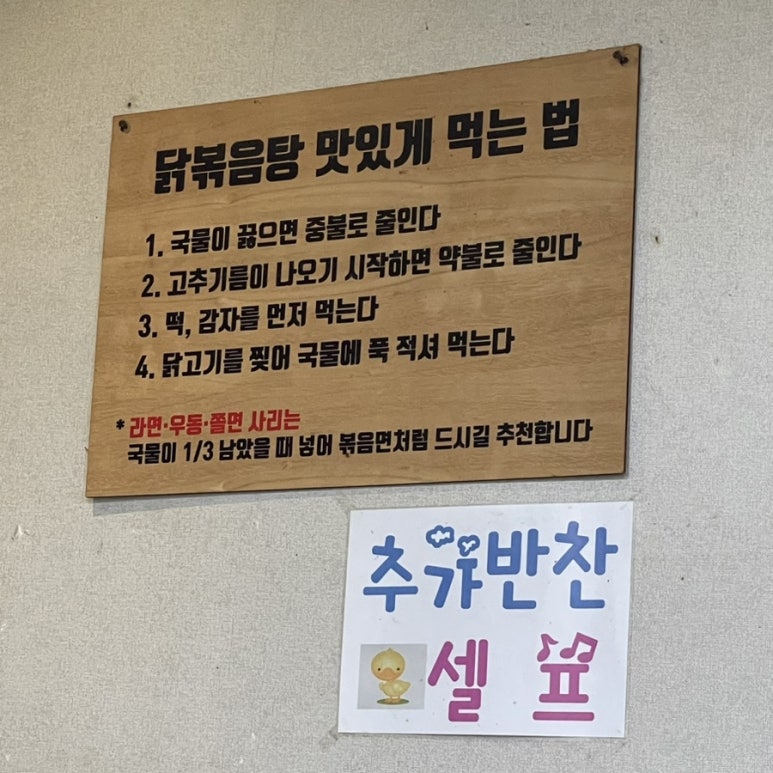 닭볶음탕 맛있게 먹는 법
1. 국물이 끓으면 중불로 줄인다
2. 고추기름이 나오기 시작하면 약불로 줄인다
3. 떡, 감자를 먼저 먹는다
4. 닭고기를 찢어 국물에 푹 적셔 먹는다
* 라면·우동·쫄면 사리는
국물이 1/3 남았을 때 넣어 볶음면처럼 드시길 추천합니다
추가반찬
셀프